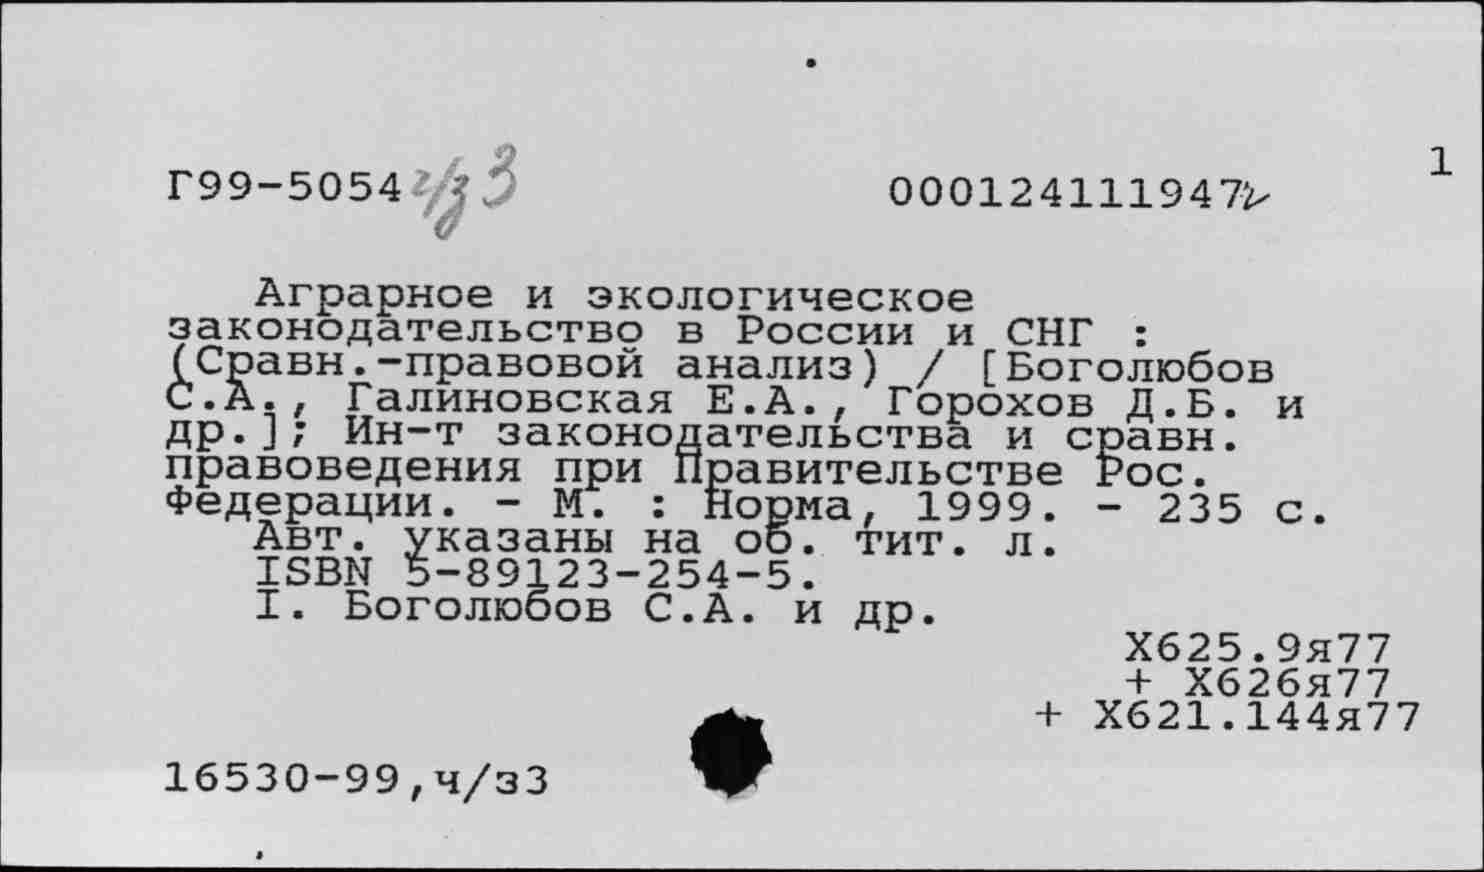 1
Г99-5054 ч/з 3
000124111947
Аграрное и экологическое
законодательство в России и СНГ :
(Сравн.-правовой анализ) / [Боголюбов
С.А., Галиновская Е.А., Горохов Д.Б. и
др.]; Ин-т законодательства и сравн.
правоведения при Правительстве Рос.
Федерации. - М. : Норма, 1999. - 235 с.
Авт. указаны на об. тит. л.
ISBN 5-89123-254-5.
I. Боголюбов С.А. и др.
Х625.9я77
+ Х626я77
+ Х621.144я77
16530-99,ч/з3